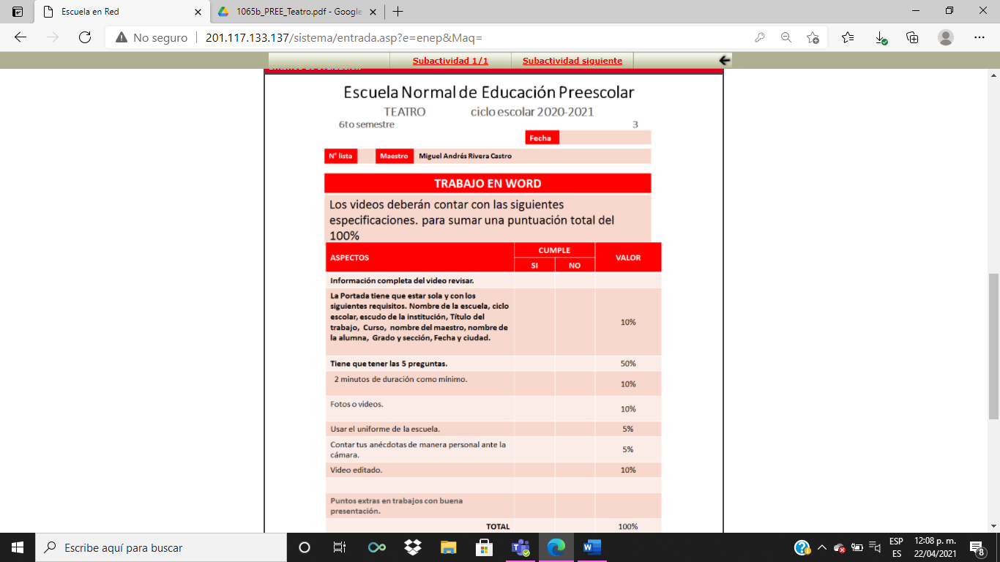 Escuela en Red
1065b_PREE_Teatro.pdf - Google
No seguro
201.117.133.137/sistema/entrada.asp?e=enep&Maq=
Subactividad 1/1 Subactividad siguiente
Escuela Normal de Educación Preescolar
TEATRO ciclo escolar 2020-2021
6to semestre 3
Fecha
N° lista Maestro Miguel Andrés Rivera Castro
TRABAJO EN WORD
Los videos deberán contar con las siguientes
especificaciones. para sumar una puntuación total del
100%
ASPECTOS CUMPLE VALOR
SI NO
Información completa del video revisar.
La Portada tiene que estar sola y con los
siguientes requisitos. Nombre de la escuela, ciclo
escolar, escudo de la institución, Título del
trabajo, Curso, nombre del maestro, nombre de
la alumna, Grado y sección, Fecha y ciudad.
10%
Tiene que tener las 5 preguntas. 50%
2 minutos de duración como mínimo. 10%
Fotos o videos. 10%
Usar el uniforme de la escuela. 5%
Contar tus anécdotas de manera personal ante la
cámara.
5%
Video editado. 10%
Puntos extras en trabajos con buena
presentación.
TOTAL 100%
Escribe aquí para buscar
ESP
ES
12:08 p. m.
22/04/2021
8